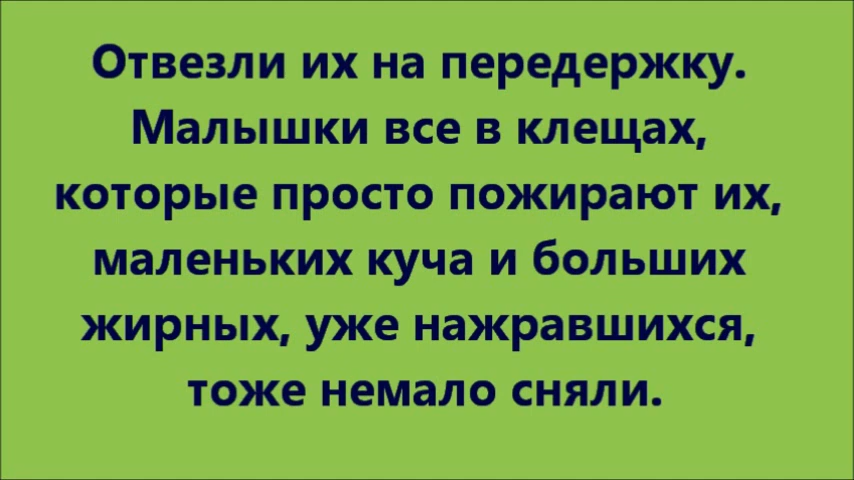 Отвезли их на передержку.
Малышки все в клещах,
которые просто пожирают их,
маленьких куча и больших
жирных, уже нажравшихся,
тоже немало сняли.